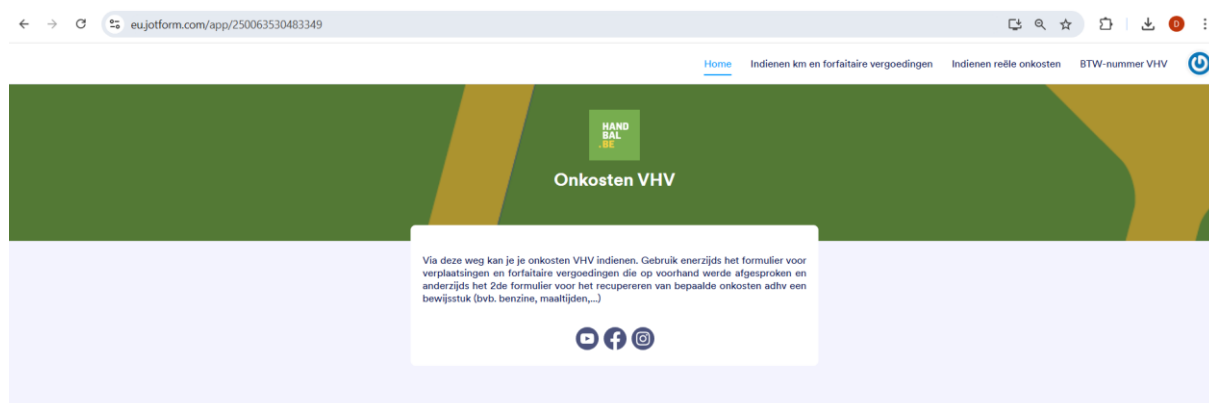 eu.jotform.com/app/250063530483349
D
Home Indienen km en forfaitaire vergoedingen Indienen reële onkosten BTW-nummer VHV
HAND
BAL
.BE
Onkosten VHV
Via deze weg kan je je onkosten VHV indienen. Gebruik enerzijds het formulier voor
verplaatsingen en forfaitaire vergoedingen die op voorhand werde afgesproken en
anderzijds het 2de formulier voor het recupereren van bepaalde onkosten adhv een
bewijsstuk (bvb. benzine, maaltijden,...)